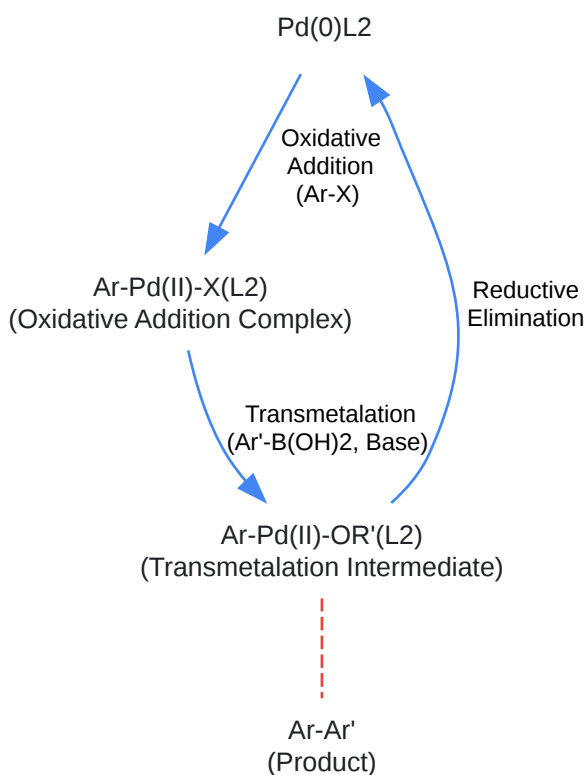 Pd(0)L2
Oxidative
Addition
(Ar-X)
Ar-Pd(II)-X(L2)
(Oxidative Addition Complex)
Reductive
Elimination
Transmetalation
(Ar'-B(OH)2, Base)
Ar-Pd(II)-OR'(L2)
(Transmetalation Intermediate)
Ar-Ar'
(Product)